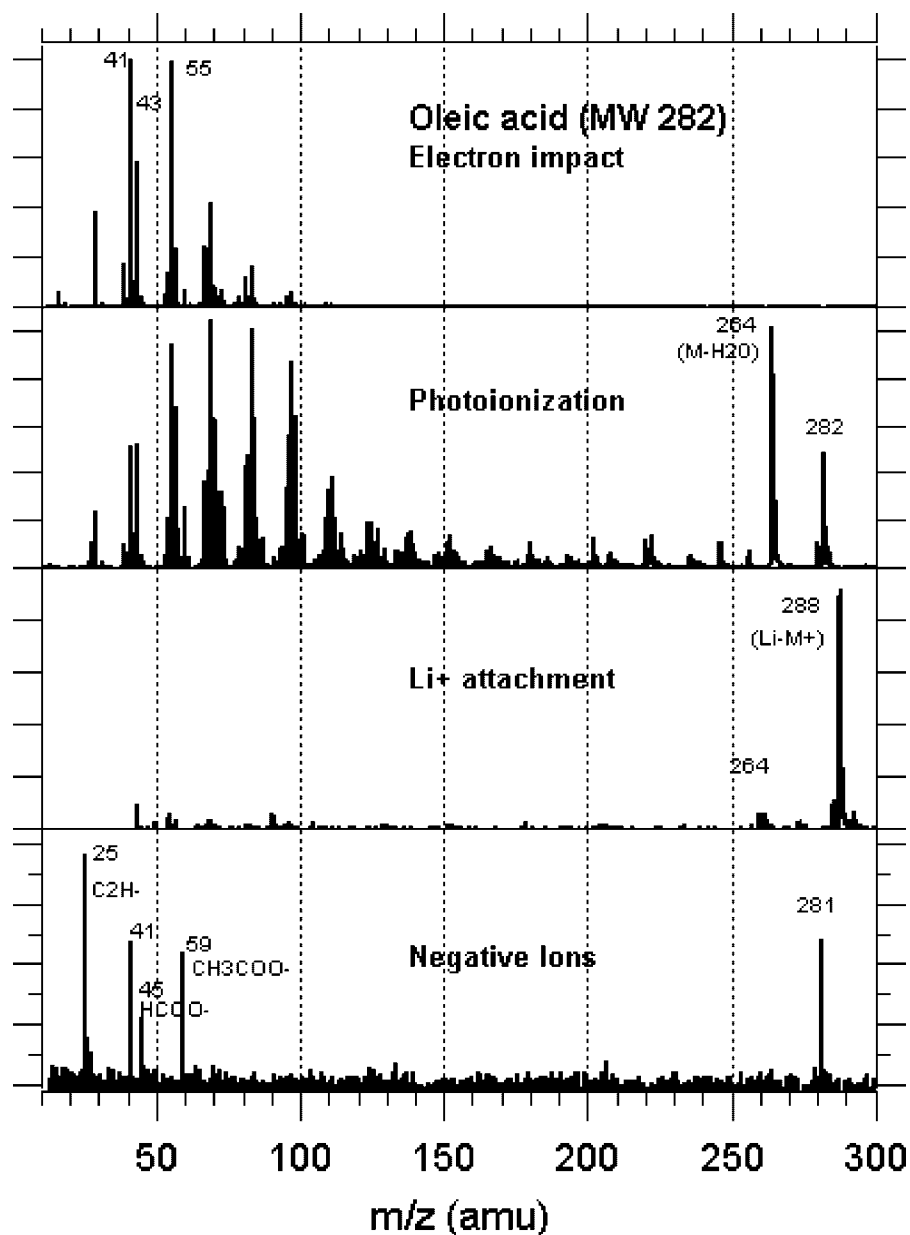 41
55
43
Oleic acid (MW 282)
Electron impact
264
(M-H20)
Photoionization
282
288
(Li-M+)
Li+ attachment
264
25
C2H-
281
41
59
Negative Ions
CH3COO-
45
HCOO-
50 100 150 200 250 300
m/z (amu)